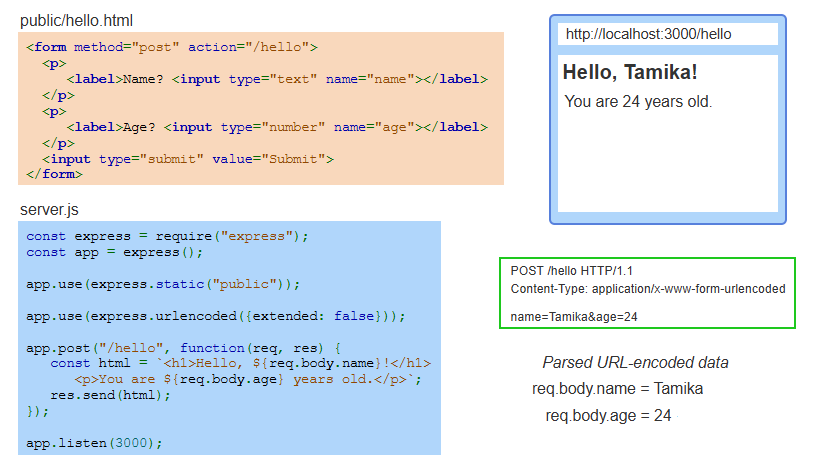 public/hello.html
<form method="post" action="/hello">
  <p>
     <label>Name? <input type="text" name="name"></label>
  </p>
  <p>
     <label>Age? <input type="number" name="age"></label>
  </p>
  <input type="submit" value="Submit">
</form>
server.js
const express = require("express");
const app = express();

app.use(express.static("public"));

app.use(express.urlencoded({extended: false}));

app.post("/hello", function(req, res) {
   const html = `<h1>Hello, ${req.body.name}!</h1>
      <p>You are ${req.body.age} years old.</p>`;
   res.send(html);
});

app.listen(3000);
http://localhost:3000/hello
Hello, Tamika!
You are 24 years old.
POST /hello HTTP/1.1
Content-Type: application/x-www-form-urlencoded

name=Tamika&age=24
Parsed URL-encoded data
req.body.name = Tamika
req.body.age = 24